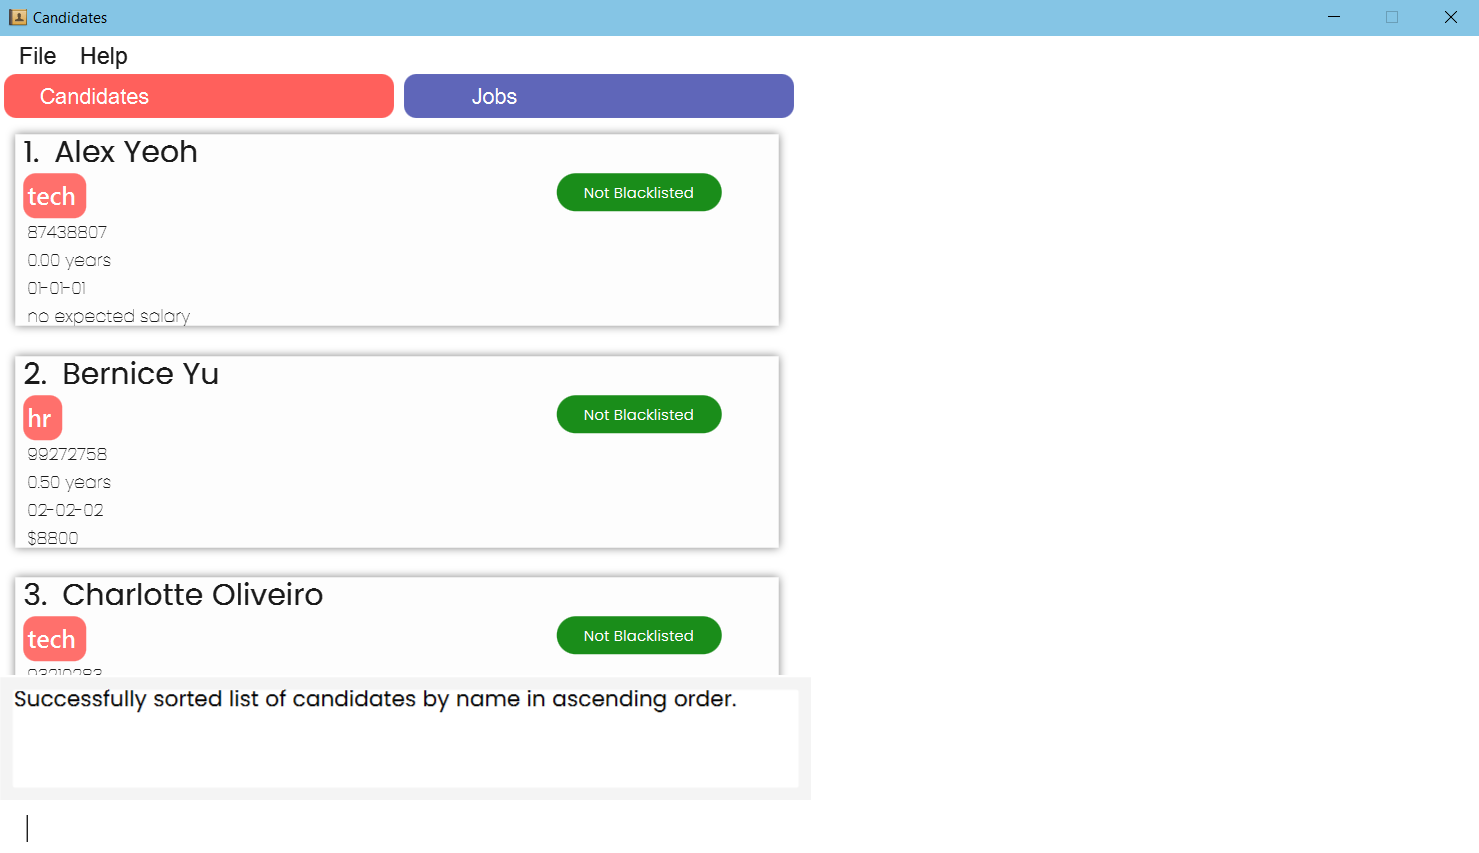 Candidates
File Help
Candidates Jobs
1. Alex Yeoh
tech
Not Blacklisted
87438807
0.00 years
01-01-01
no expected salary
2. Bernice Yu
hr
Not Blacklisted
99272758
0.50 years
02-02-02
$8800
3. Charlotte Oliveiro
tech
Not Blacklisted
93210283
Successfully sorted list of candidates by name in ascending order.